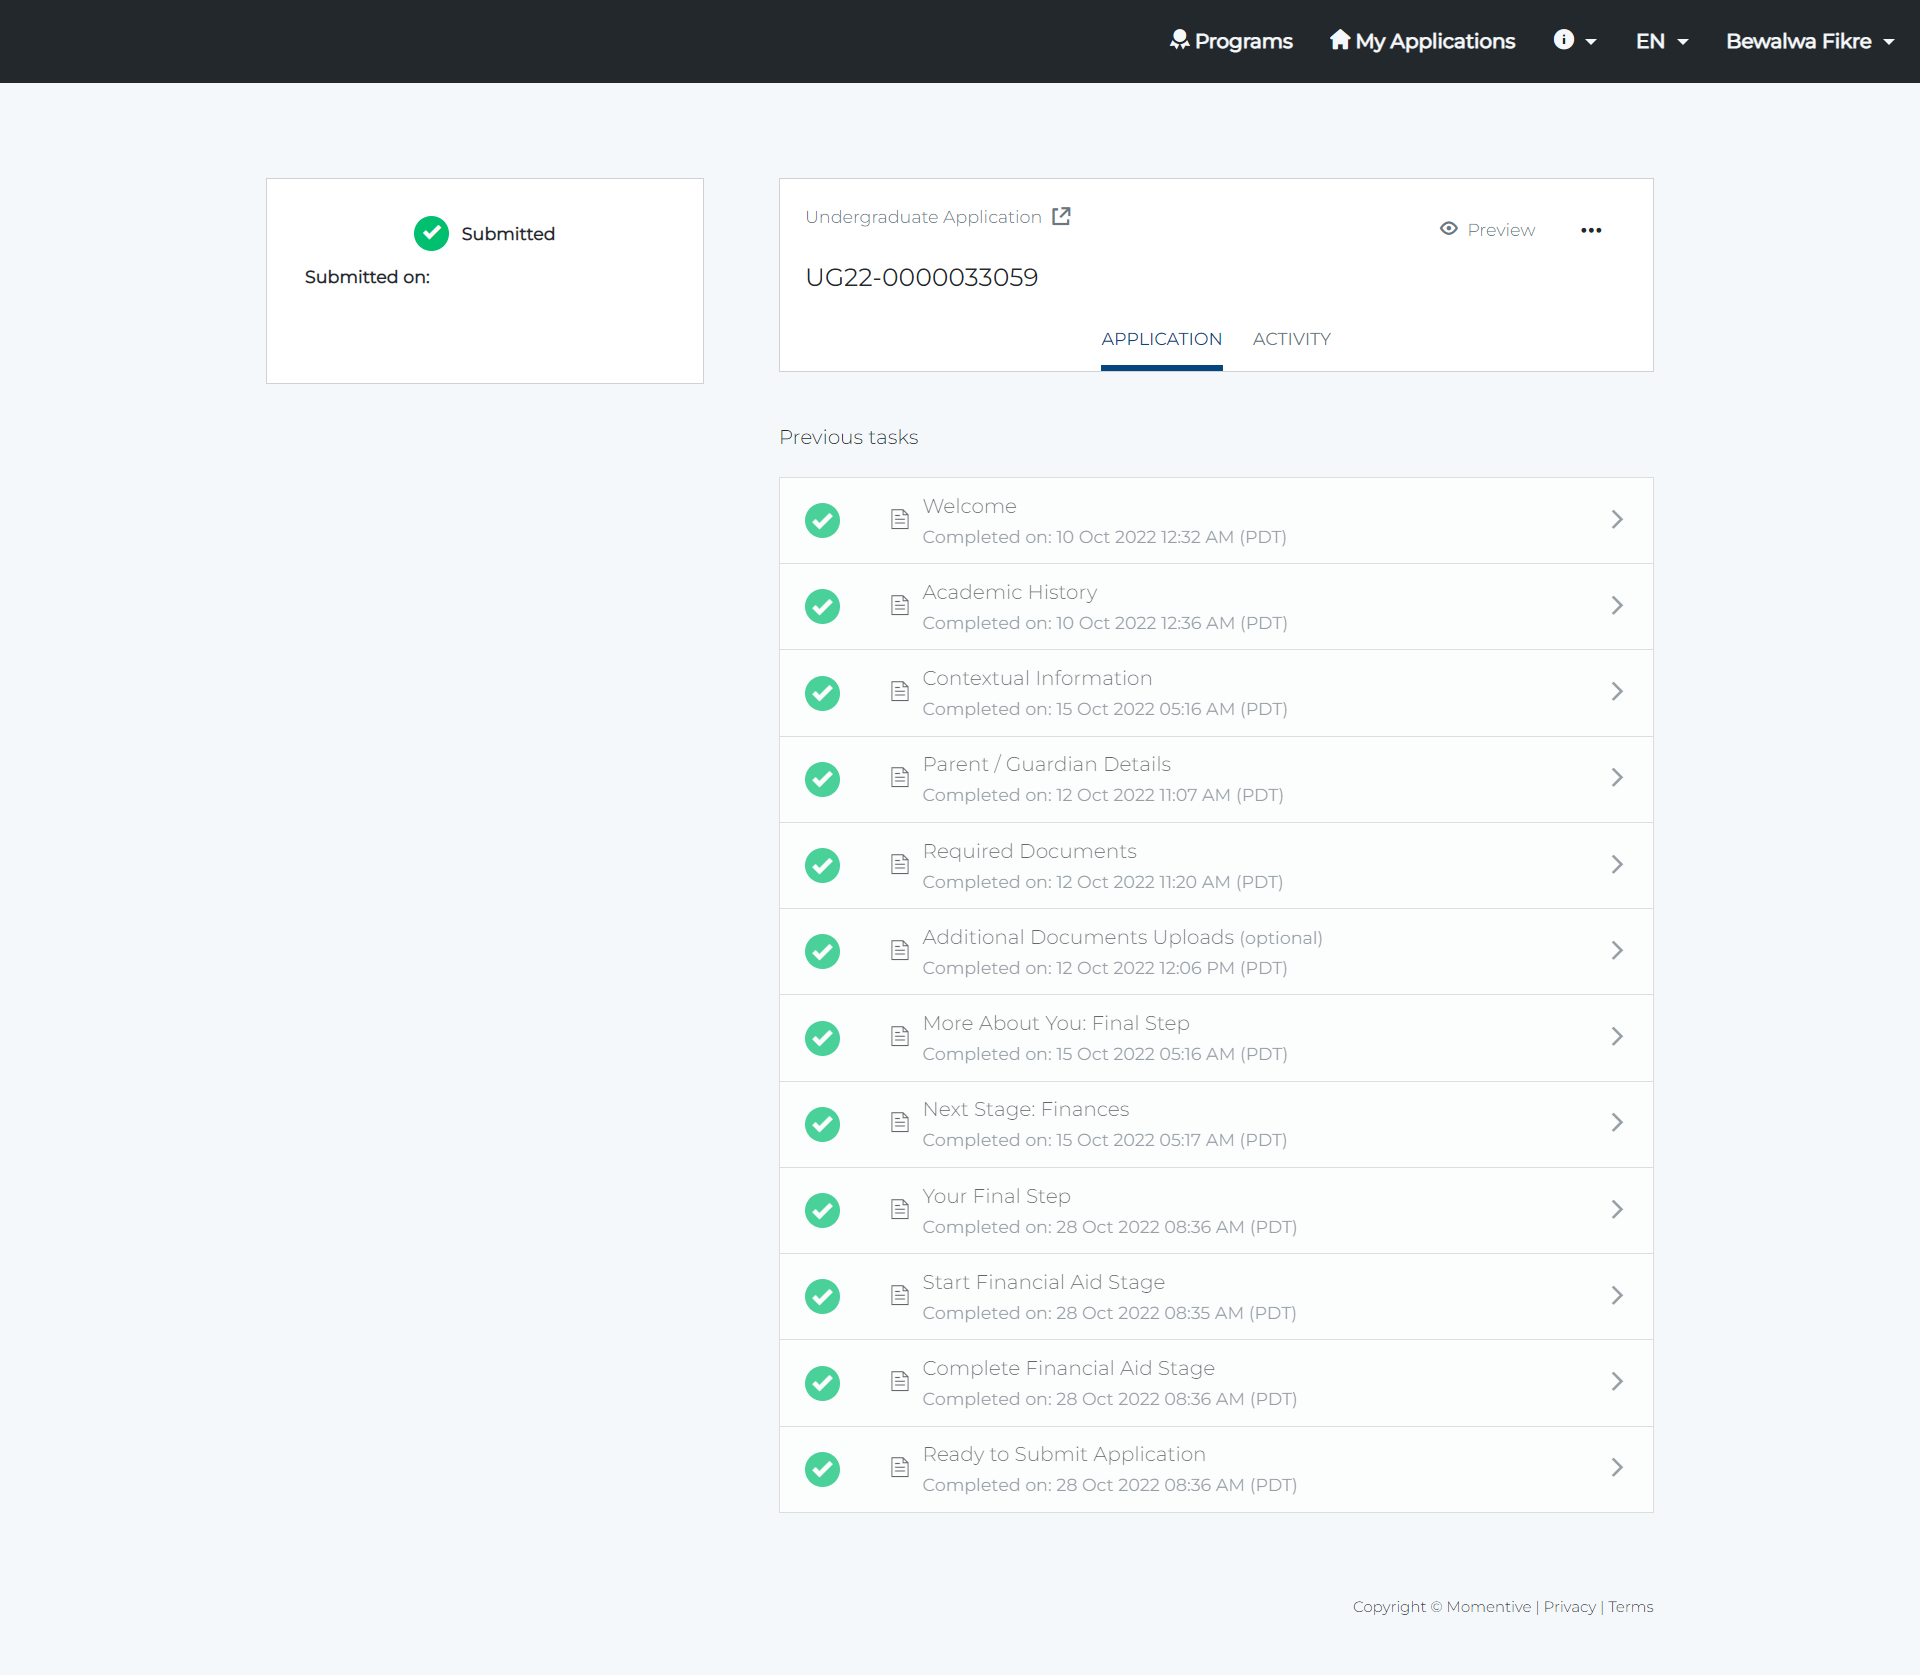 Programs My Applications EN Bewalwa Fikre
Submitted
Submitted on:
Undergraduate Application
Preview
UG22-0000033059
APPLICATION ACTIVITY
Previous tasks
Welcome
Completed on: 10 Oct 2022 12:32 AM (PDT)
Academic History
Completed on: 10 Oct 2022 12:36 AM (PDT)
Contextual Information
Completed on: 15 Oct 2022 05:16 AM (PDT)
Parent / Guardian Details
Completed on: 12 Oct 2022 11:07 AM (PDT)
Required Documents
Completed on: 12 Oct 2022 11:20 AM (PDT)
Additional Documents Uploads (optional)
Completed on: 12 Oct 2022 12:06 PM (PDT)
More About You: Final Step
Completed on: 15 Oct 2022 05:16 AM (PDT)
Next Stage: Finances
Completed on: 15 Oct 2022 05:17 AM (PDT)
Your Final Step
Completed on: 28 Oct 2022 08:36 AM (PDT)
Start Financial Aid Stage
Completed on: 28 Oct 2022 08:35 AM (PDT)
Complete Financial Aid Stage
Completed on: 28 Oct 2022 08:36 AM (PDT)
Ready to Submit Application
Completed on: 28 Oct 2022 08:36 AM (PDT)
Copyright © Momentive | Privacy | Terms